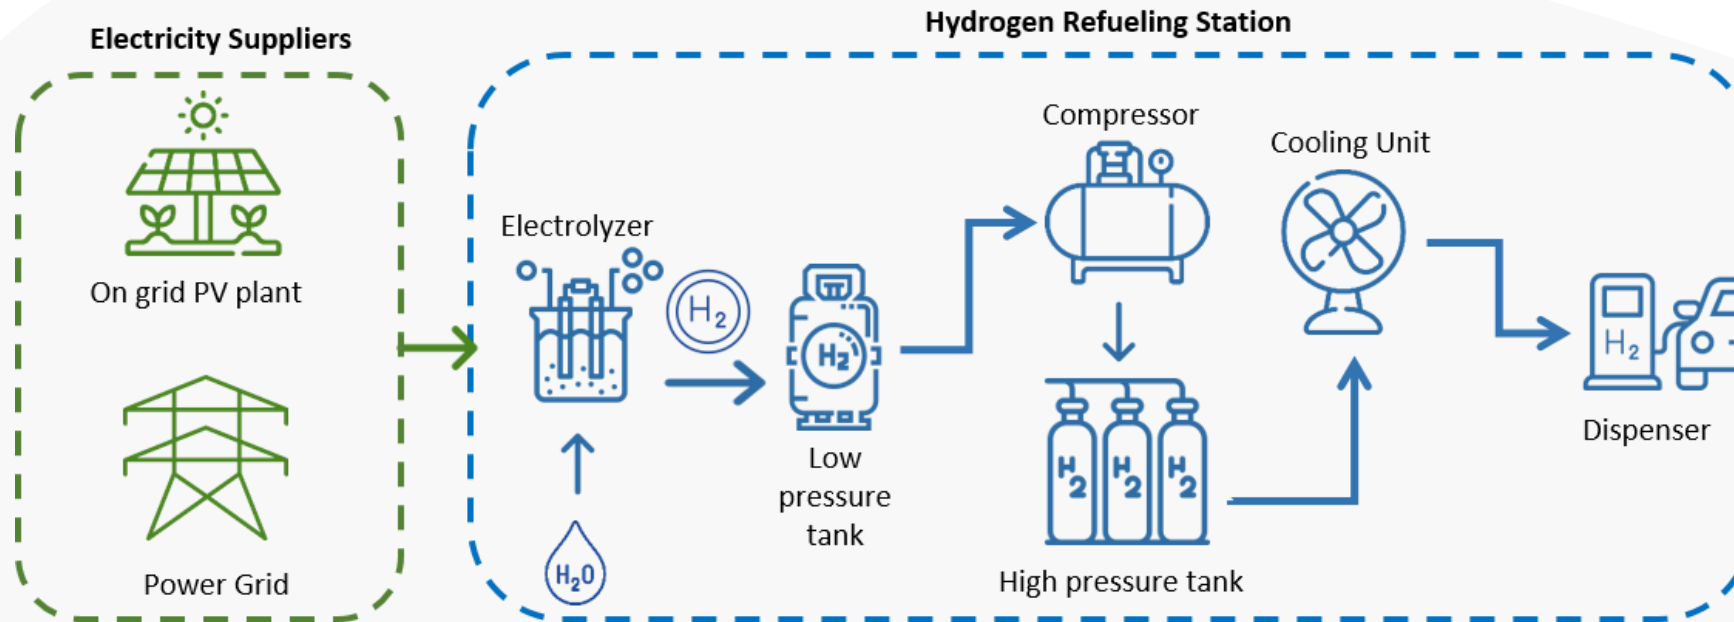 Electricity Suppliers
Hydrogen Refueling Station
On grid PV plant
Power Grid
Electrolyzer
H₂
H₂O
H₂
Low
pressure
tank
Compressor
H₂ H₂ H₂
High pressure tank
Cooling Unit
H₂
Dispenser